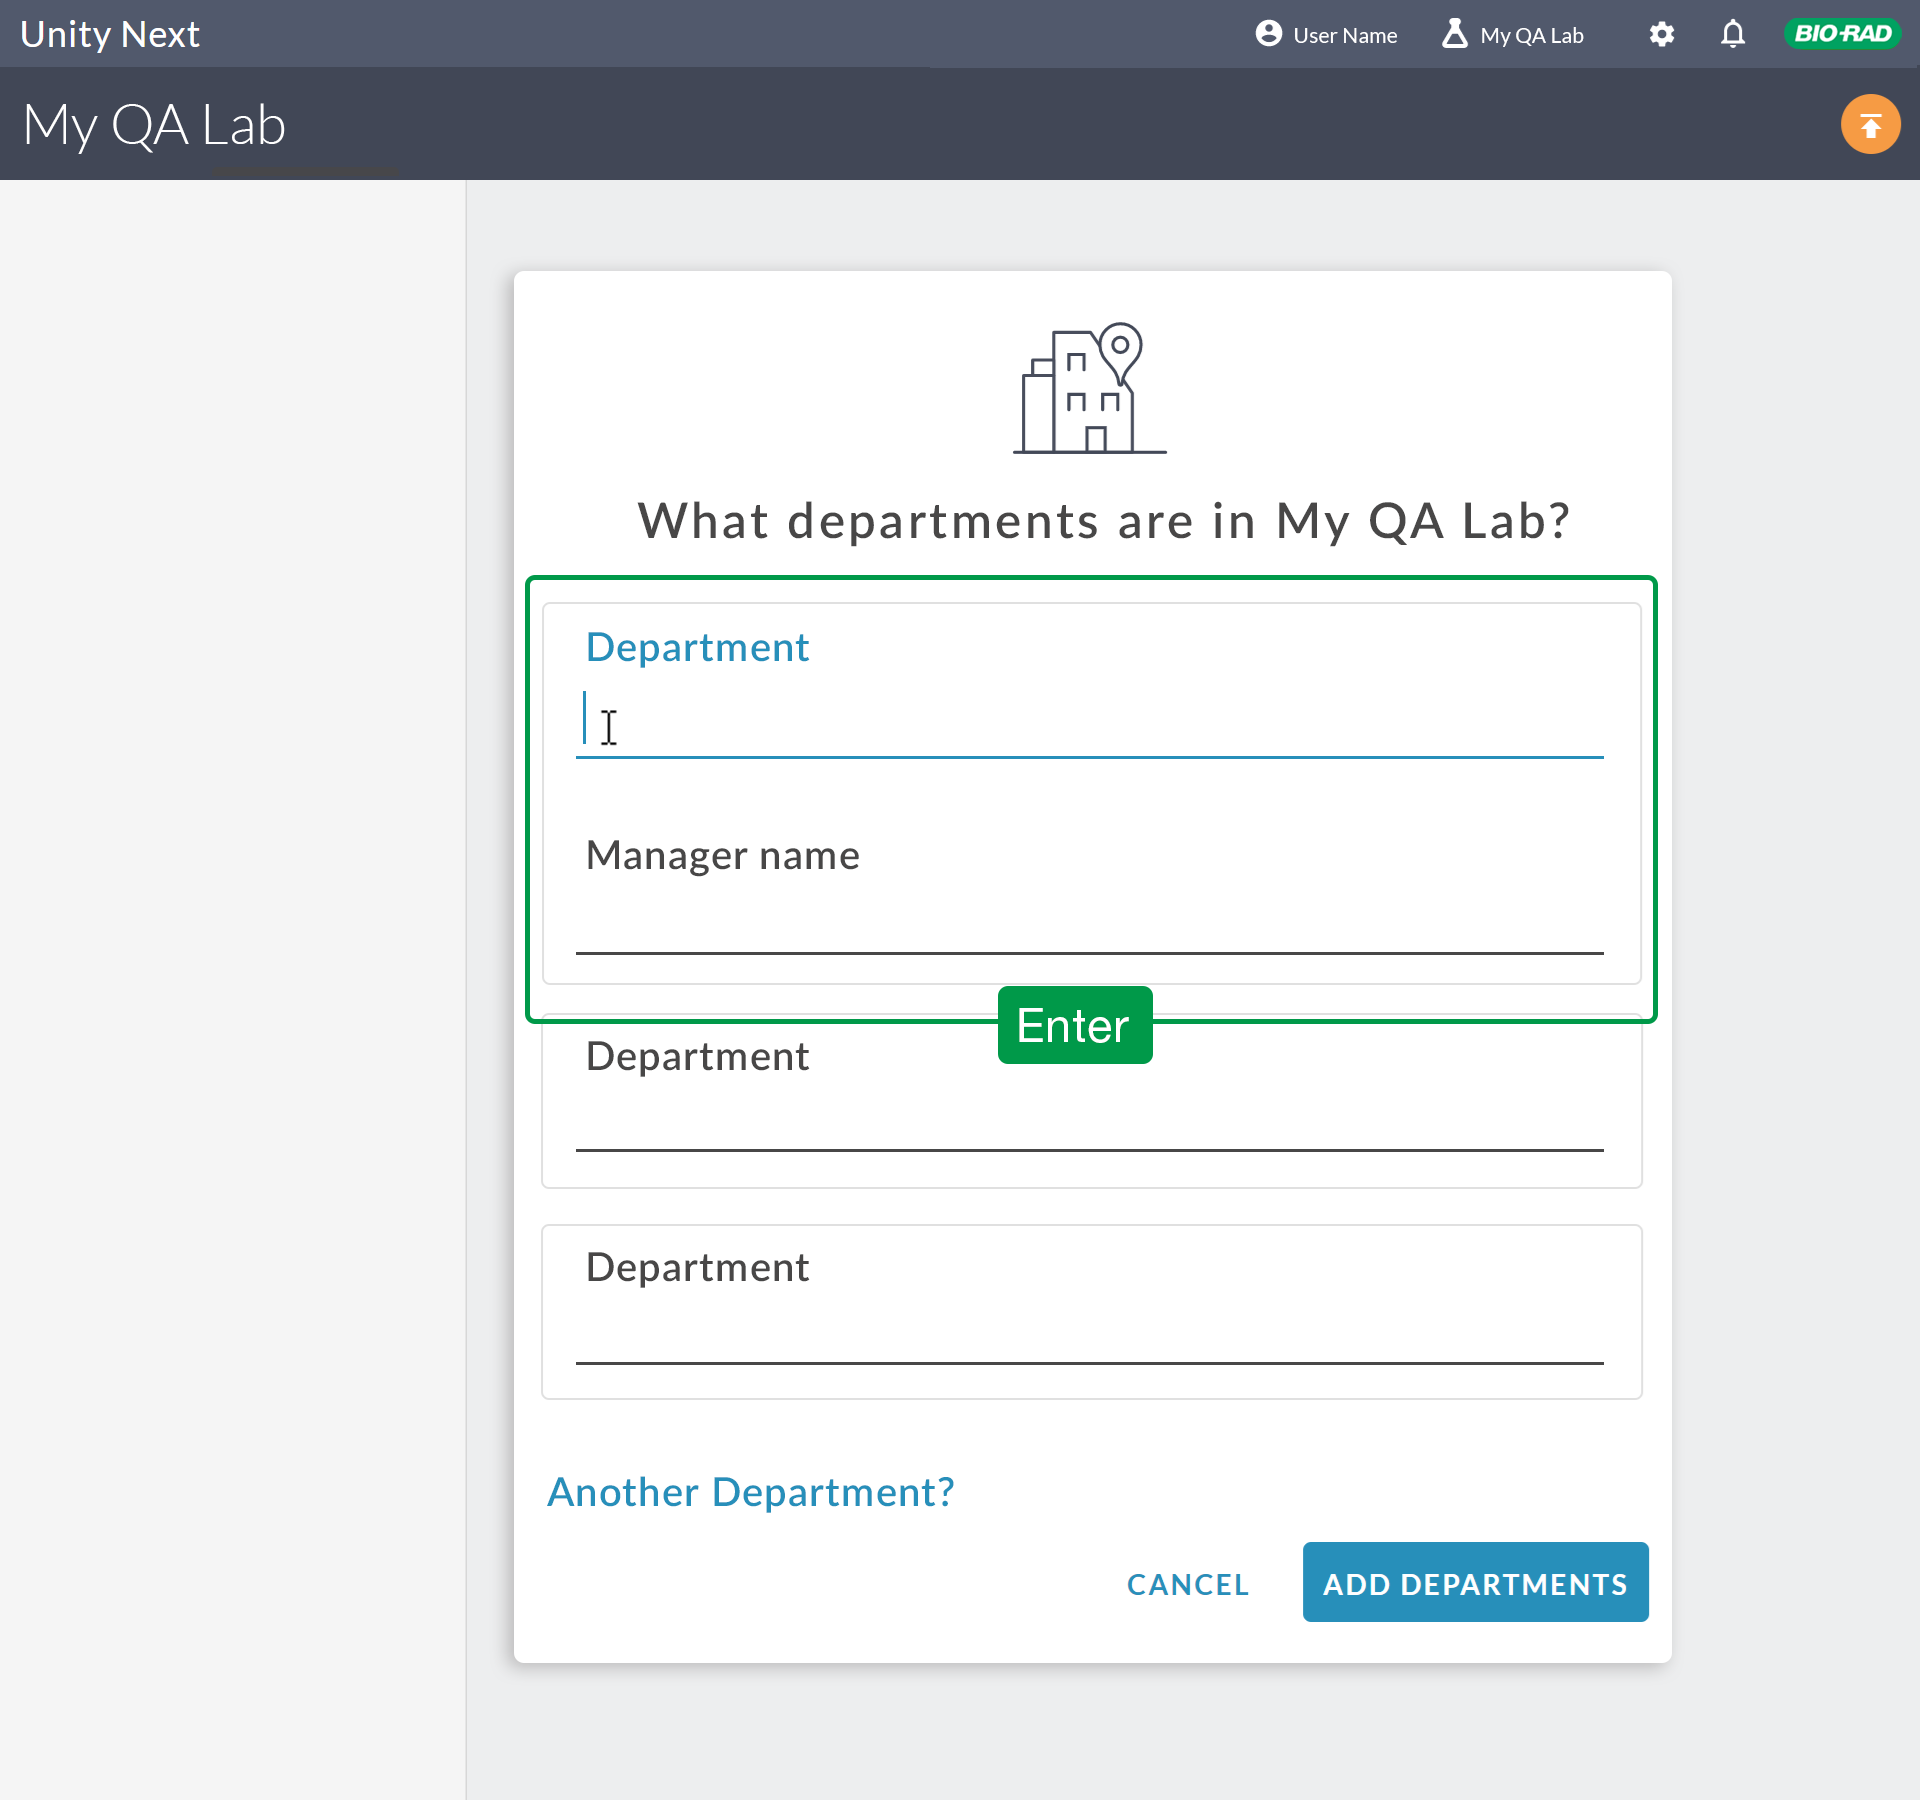 Unity Next
User Name
My QA Lab
BIO-RAD
My QA Lab
What departments are in My QA Lab?
Department
Manager name
Enter
Department
Department
Another Department?
CANCEL
ADD DEPARTMENTS